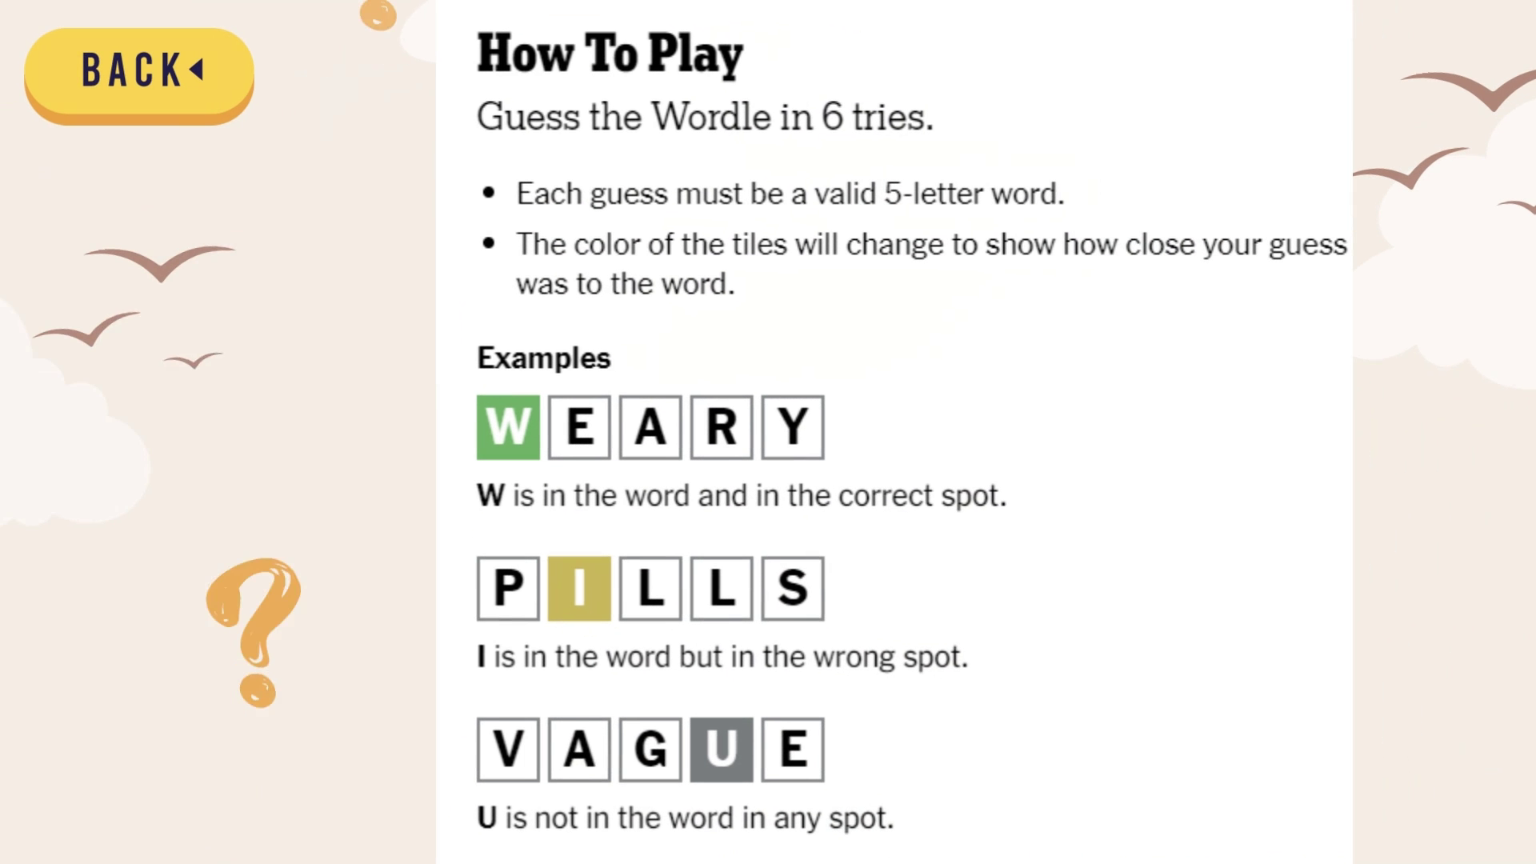 BACK
How To Play
Guess the Wordle in 6 tries.
• Each guess must be a valid 5-letter word.
• The color of the tiles will change to show how close your guess
was to the word.
Examples
W E A R Y
W is in the word and in the correct spot.
P I L L S
I is in the word but in the wrong spot.
V A G U E
U is not in the word in any spot.
?